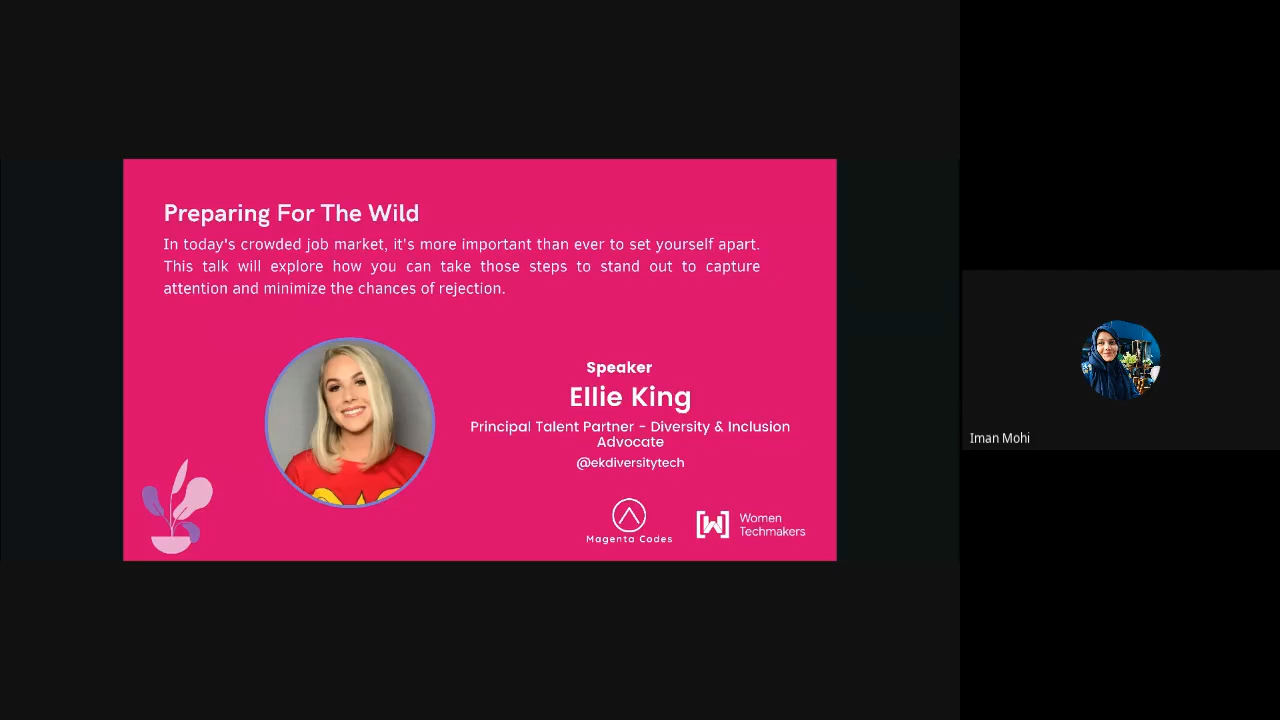 Preparing For The Wild
In today's crowded job market, it's more important than ever to set yourself apart.
This talk will explore how you can take those steps to stand out to capture
attention and minimize the chances of rejection.
Speaker
Ellie King
Principal Talent Partner - Diversity & Inclusion
Advocate
@ekdiversitytech
Magenta Codes
[W] Women
Techmakers
Iman Mohi